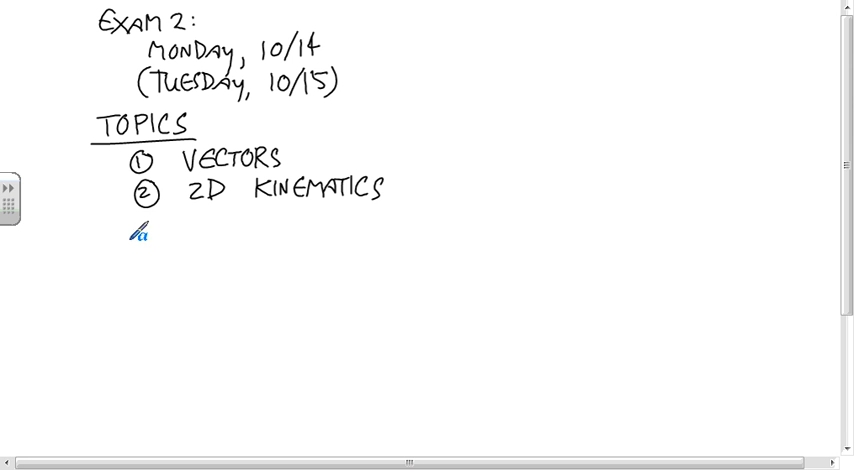 EXAM 2:
MONDAY, 10/14
(TUESDAY, 10/15)
TOPICS
① VECTORS
② 2D KINEMATICS